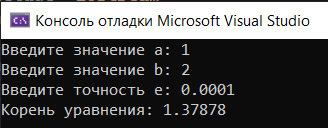 Консоль отладки Microsoft Visual Studio
Введите значение a: 1
Введите значение b: 2
Введите точность e: 0.0001
Корень уравнения: 1.37878